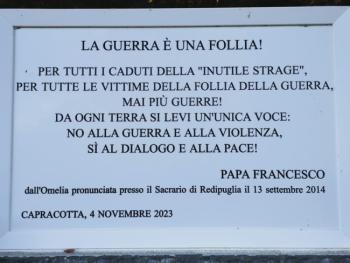 LA GUERRA È UNA FOLLIA!
PER TUTTI I CADUTI DELLA "INUTILE STRAGE",
PER TUTTE LE VITTIME DELLA FOLLIA DELLA GUERRA,
MAI PIÙ GUERRE!
DA OGNI TERRA SI LEVI UN'UNICA VOCE:
NO ALLA GUERRA E ALLA VIOLENZA,
SÌ AL DIALOGO E ALLA PACE!
PAPA FRANCESCO
dall'Omelia pronunciata presso il Sacrario di Redipuglia il 13 settembre 2014
CAPRACOTTA, 4 NOVEMBRE 2023